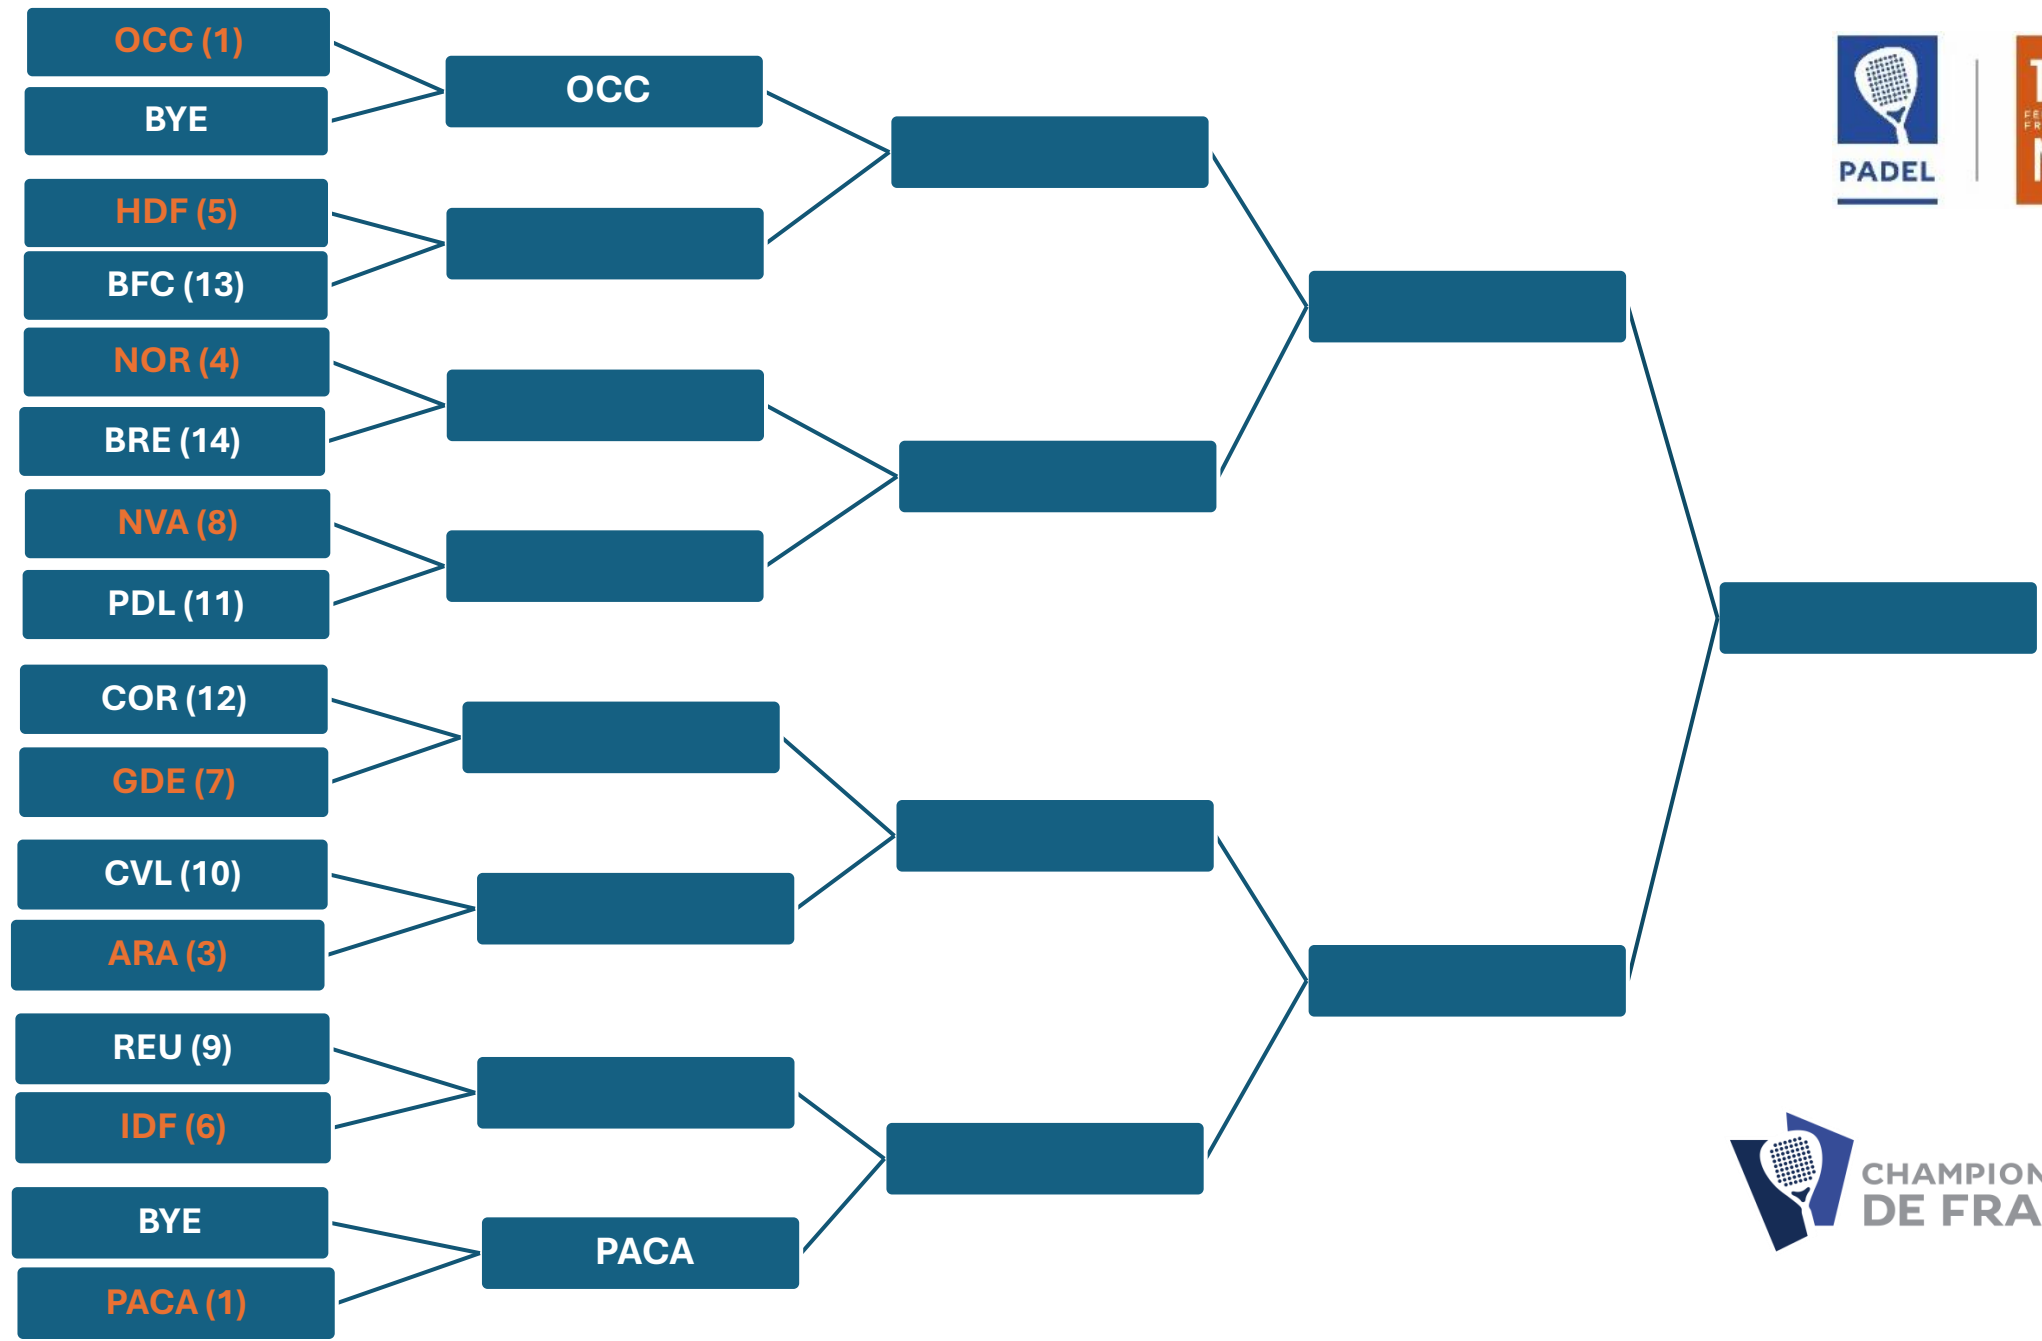 OCC (1)
BYE
HDF (5)
BFC (13)
NOR (4)
BRE (14)
NVA (8)
PDL (11)
COR (12)
GDE (7)
CVL (10)
ARA (3)
REU (9)
IDF (6)
BYE
PACA (1)
OCC
PACA
PADEL
CHAMPION
DE FRA